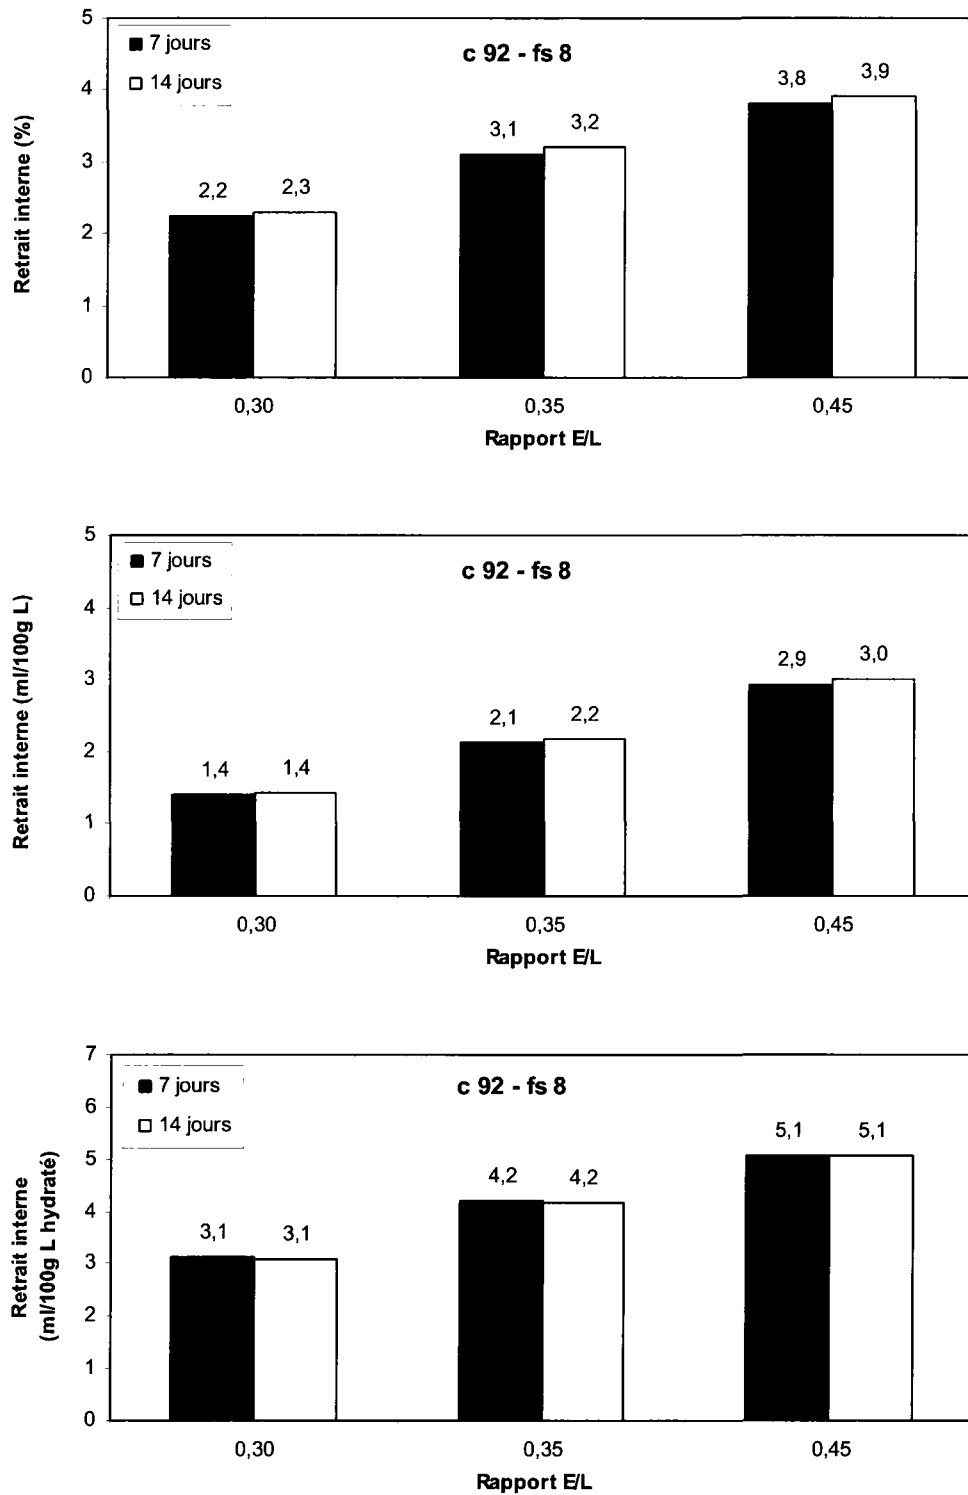 5
7 jours
c 92 - fs 8
14 jours
4
3,8
3,9
3,1
3,2
3
2,2
2,3
2
1
0
Retrait interne (%)
0,30
0,35
0,45
Rapport E/L
5
7 jours
c 92 - fs 8
14 jours
4
2,9
3,0
3
2,1
2,2
2
1,4
1,4
1
0
Retrait interne (ml/100g L)
0,30
0,35
0,45
Rapport E/L
7
7 jours
c 92 - fs 8
6
14 jours
5,1
5,1
5
4,2
4,2
4
3,1
3,1
3
2
1
0
Retrait interne
(ml/100g L hydraté)
0,30
0,35
0,45
Rapport E/L